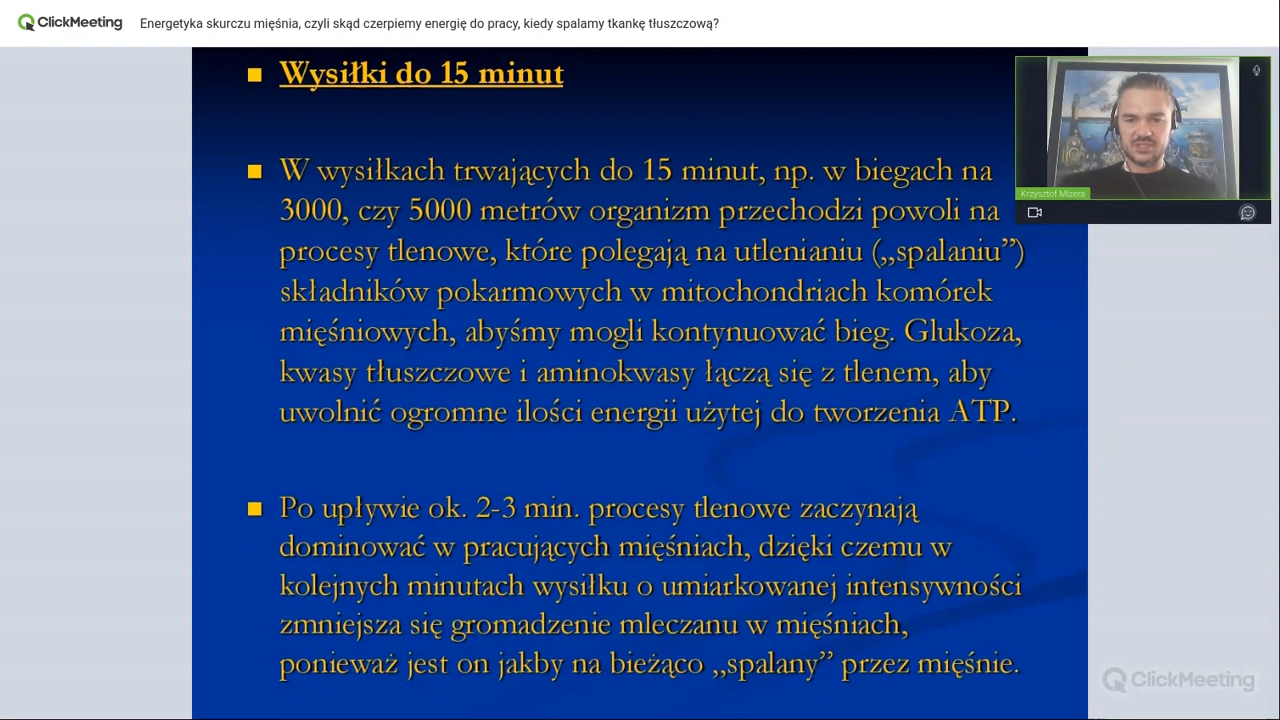 ClickMeeting
Energetyka skurczu mięśnia, czyli skąd czerpiemy energię do pracy, kiedy spalamy tkankę tłuszczową?
Wysiłki do 15 minut
W wysiłkach trwających do 15 minut, np. w biegach na
3000, czy 5000 metrów organizm przechodzi powoli na
procesy tlenowe, które polegają na utlenianiu („spalaniu”)
składników pokarmowych w mitochondriach komórek
mięśniowych, abyśmy mogli kontynuować bieg. Glukoza,
kwasy tłuszczowe i aminokwasy łączą się z tlenem, aby
uwolnić ogromne ilości energii użytej do tworzenia ATP.
Po upływie ok. 2-3 min. procesy tlenowe zaczynają
dominować w pracujących mięśniach, dzięki czemu w
kolejnych minutach wysiłku o umiarkowanej intensywności
zmniejsza się gromadzenie mleczanu w mięśniach,
ponieważ jest on jakby na bieżąco „spalany” przez mięśnie.
Krzysztof Mizera
ClickMeeting